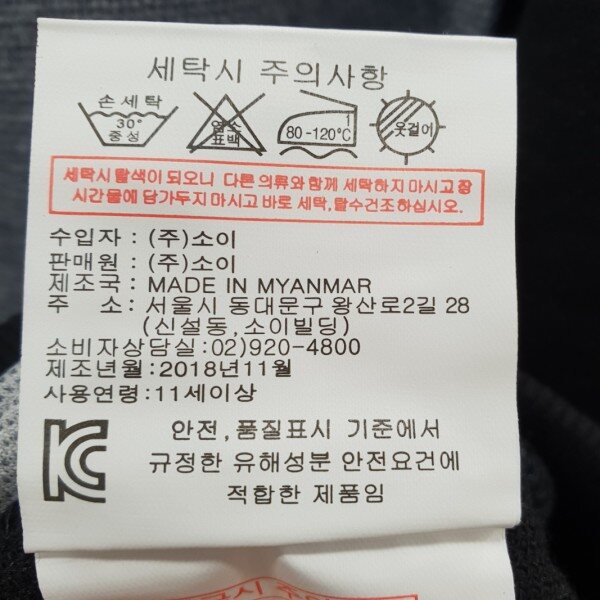 세탁시 주의사항
손세탁
30°
중성
염소
표백
1
80-120℃
옷걸이
세탁시 탈색이 되오니 다른 의류와 함께 세탁하지 마시고 장
시간 물에 담가두지 마시고 바로 세탁,탈수건조하십시오.
수입자 : (주)소이
판매원 : (주)소이
제조국 : MADE IN MYANMAR
주 소 : 서울시 동대문구 왕산로2길 28
(신설동,소이빌딩)
소비자상담실:02)920-4800
제조년월:2018년11월
사용연령:11세이상
안전,품질표시 기준에서
규정한 유해성분 안전요건에
적합한 제품임